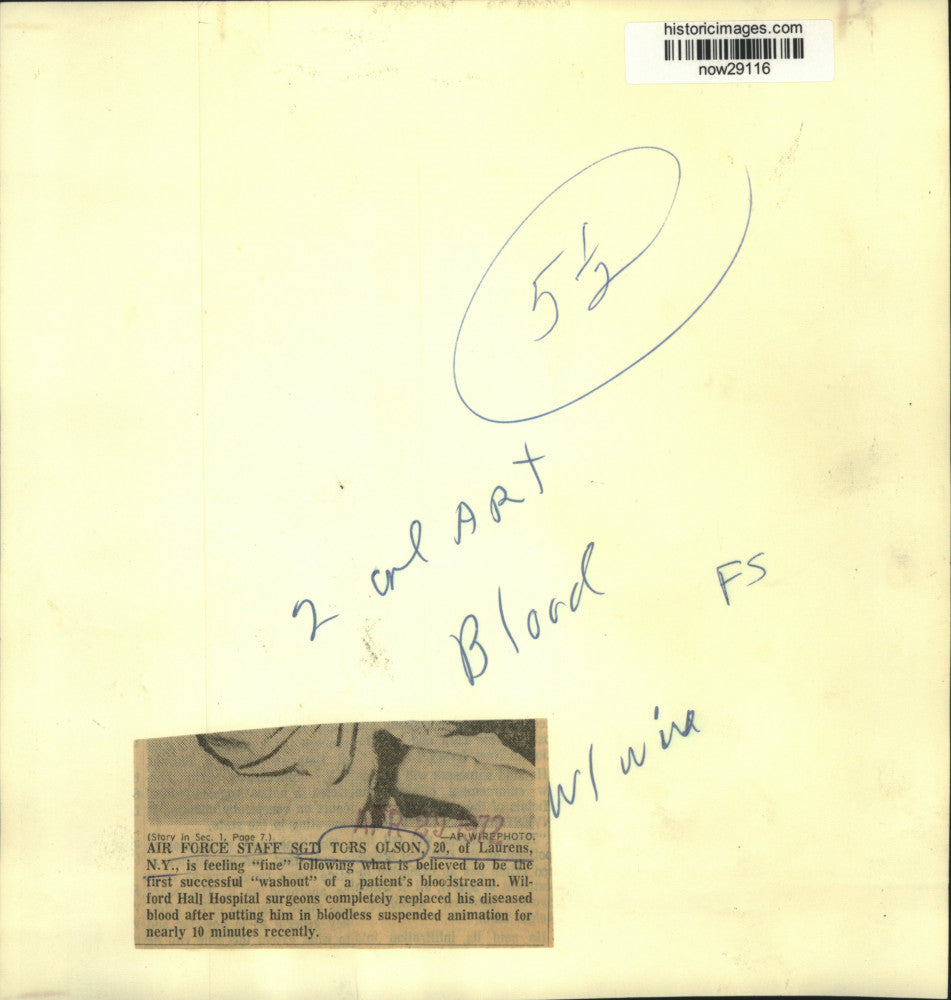 historicimages.com
now29116
5 1/2
2 col ART
Blood
FS
w/ wire
APR 29 1972
(Story in Sec. 1, Page 7.) AP WIREPHOTO.
AIR FORCE STAFF SGT. TORS OLSON, 20, of Laurens,
N.Y., is feeling "fine" following what is believed to be the
first successful "washout" of a patient's bloodstream. Wil-
ford Hall Hospital surgeons completely replaced his diseased
blood after putting him in bloodless suspended animation for
nearly 10 minutes recently.